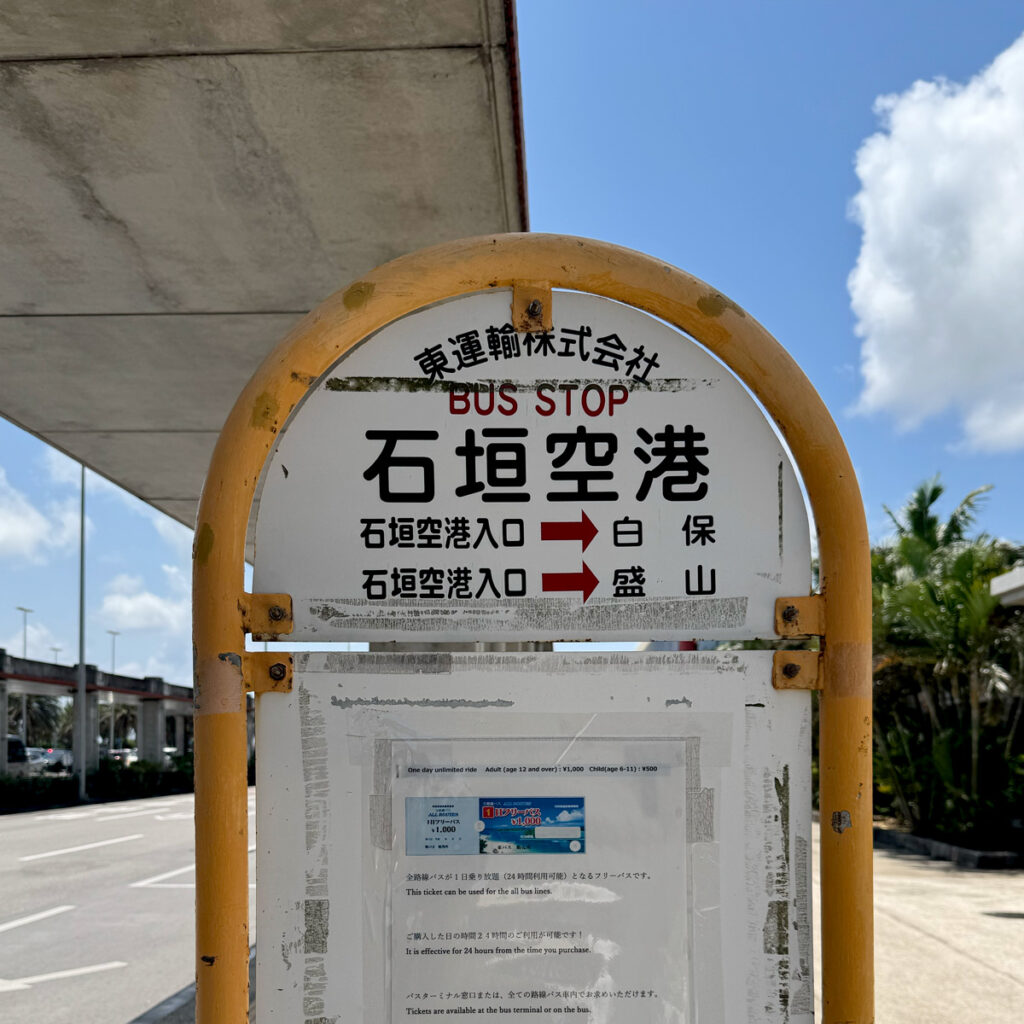 東運輸株式会社
BUS STOP
石垣空港
石垣空港入口 → 白保
石垣空港入口 → 盛山
One day unlimited ride Adult (age 12 and over) : ¥1,000 Child(age 6-11) : ¥500
ALL ROUTES
1日フリーパス
¥1,000
1日フリーパス
¥1,000
全路線バスが1日乗り放題（24時間利用可能）となるフリーパスです。
This ticket can be used for the all bus lines.
ご購入した日の時間24時間のご利用が可能です！
It is effective for 24 hours from the time you purchase.
バスターミナル窓口または、全ての路線バス車内でお求めいただけます。
Tickets are available at the bus terminal or on the bus.